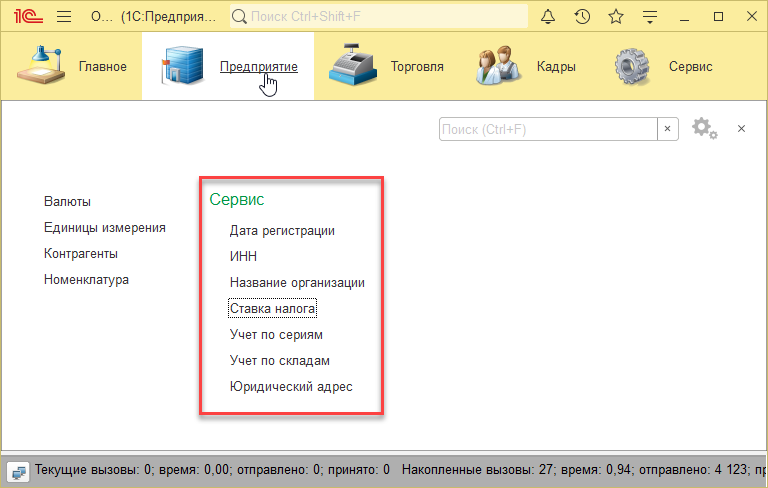 1С О... (1С:Предприя... Поиск Ctrl+Shift+F
Главное Предприятие Торговля Кадры Сервис
Поиск (Ctrl+F)
Валюты
Единицы измерения
Контрагенты
Номенклатура
Сервис
Дата регистрации
ИНН
Название организации
Ставка налога
Учет по сериям
Учет по складам
Юридический адрес
Текущие вызовы: 0; время: 0,00; отправлено: 0; принято: 0 Накопленные вызовы: 27; время: 0,94; отправлено: 4 123; пр